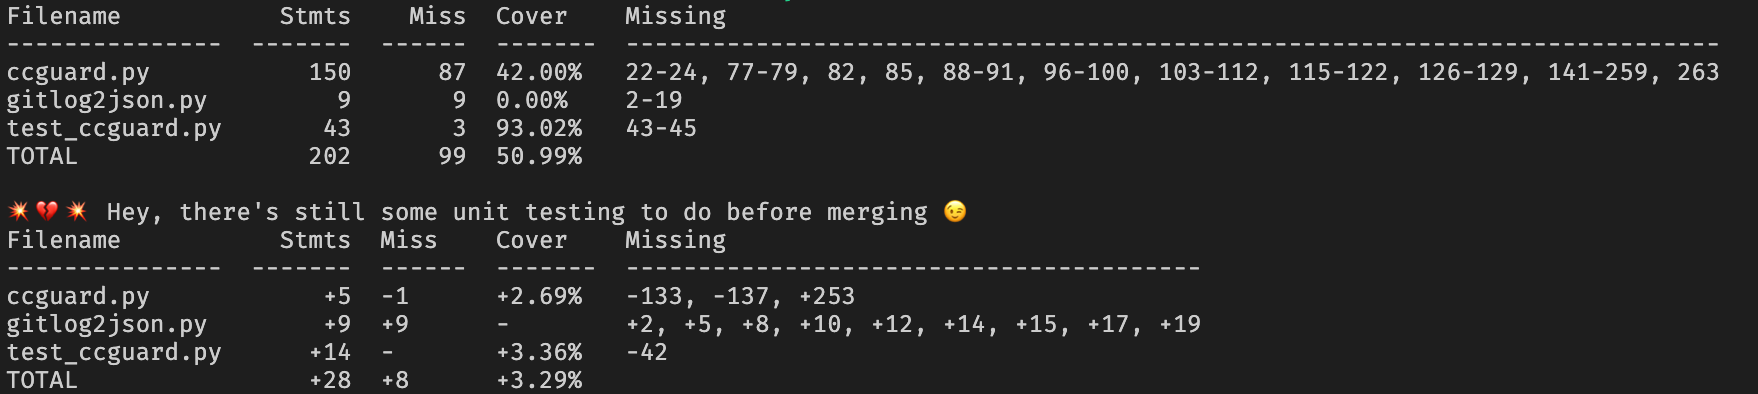 Filename         Stmts    Miss  Cover    Missing
---------------  -------  ------  -------  ----------------------------------------------------------------------------
ccguard.py           150      87  42.00%   22-24, 77-79, 82, 85, 88-91, 96-100, 103-112, 115-122, 126-129, 141-259, 263
gitlog2json.py         9       9  0.00%    2-19
test_ccguard.py       43       3  93.02%   43-45
TOTAL                202      99  50.99%

💥💔💥 Hey, there's still some unit testing to do before merging 😉
Filename         Stmts  Miss    Cover    Missing
---------------  -------  ------  -------  ----------------------------------------
ccguard.py          +5  -1      +2.69%   -133, -137, +253
gitlog2json.py      +9  +9      -        +2, +5, +8, +10, +12, +14, +15, +17, +19
test_ccguard.py    +14  -       +3.36%   -42
TOTAL              +28  +8      +3.29%